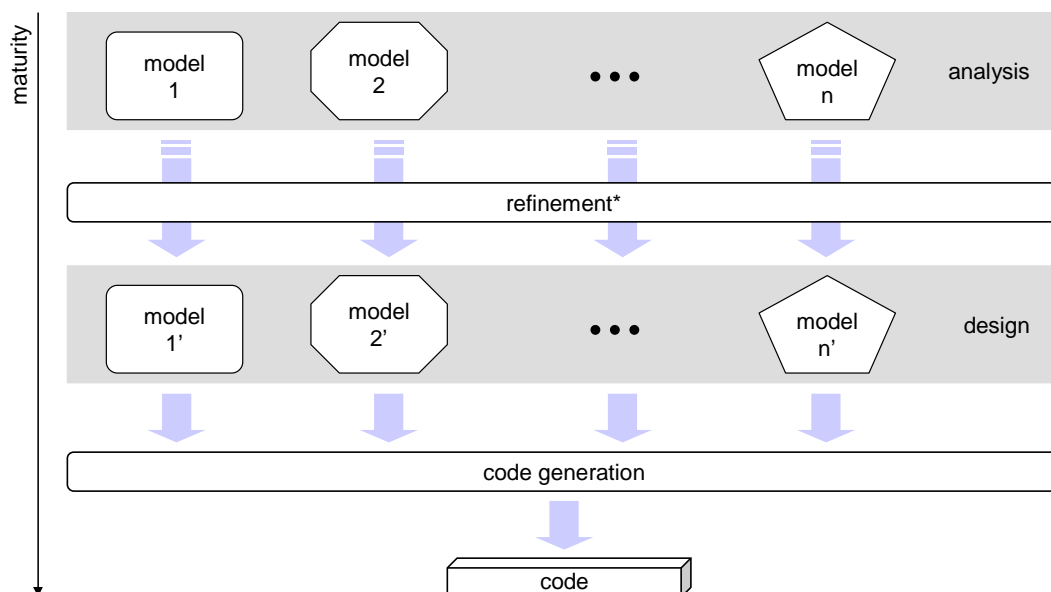 maturity
model
1
model
2
•••
model
n
analysis
refinement*
model
1’
model
2’
•••
model
n’
design
code generation
code